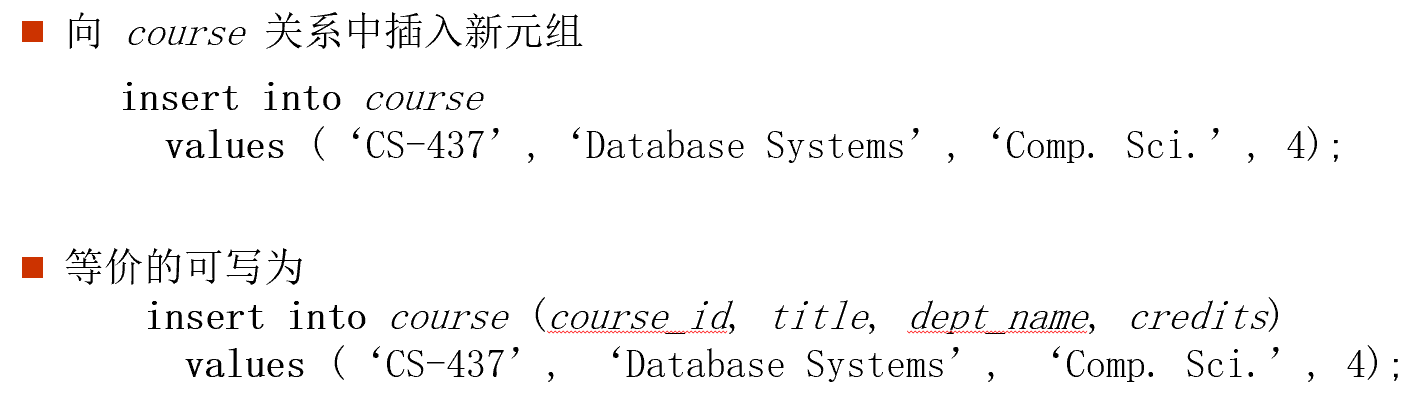 向 course 关系中插入新元组
insert into course
values ( ‘CS-437’, ‘Database Systems’, ‘Comp. Sci.’, 4);
等价的可写为
insert into course (course_id, title, dept_name, credits)
values ( ‘CS-437’, ‘Database Systems’, ‘Comp. Sci.’, 4);